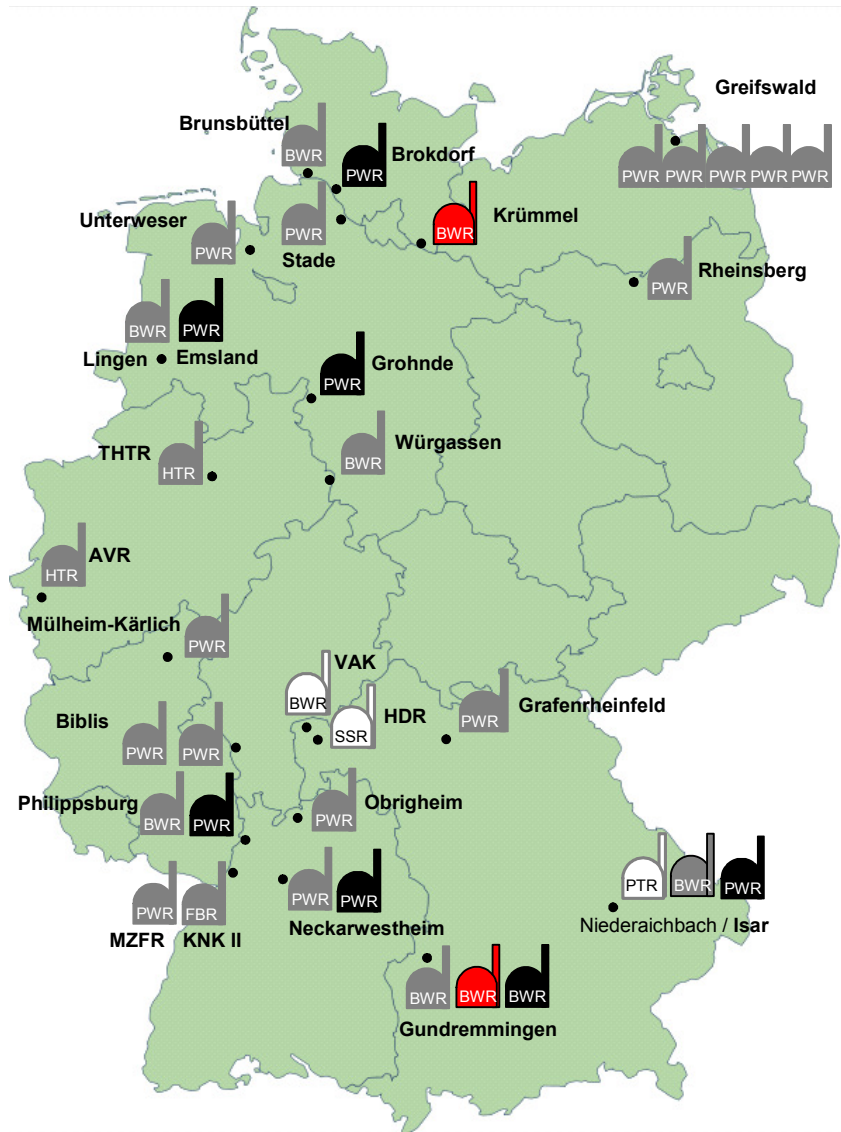 Greifswald
Brunsbüttel
BWR
PWR
Brokdorf
PWR PWR PWR PWR PWR
Unterweser
PWR
PWR
Stade
BWR
Krümmel
PWR
Rheinsberg
BWR
PWR
Lingen
Emsland
PWR
Grohnde
THTR
HTR
BWR
Würgassen
HTR
AVR
Mülheim-Kärlich
PWR
VAK
BWR
HDR
SSR
PWR
Grafenrheinfeld
Biblis
PWR
PWR
Philippsburg
BWR
PWR
PWR
Obrigheim
PWR
FBR
MZFR
KNK II
PWR
PWR
Neckarwestheim
PTR
BWR
PWR
Niederaichbach / Isar
BWR
BWR
BWR
Gundremmingen